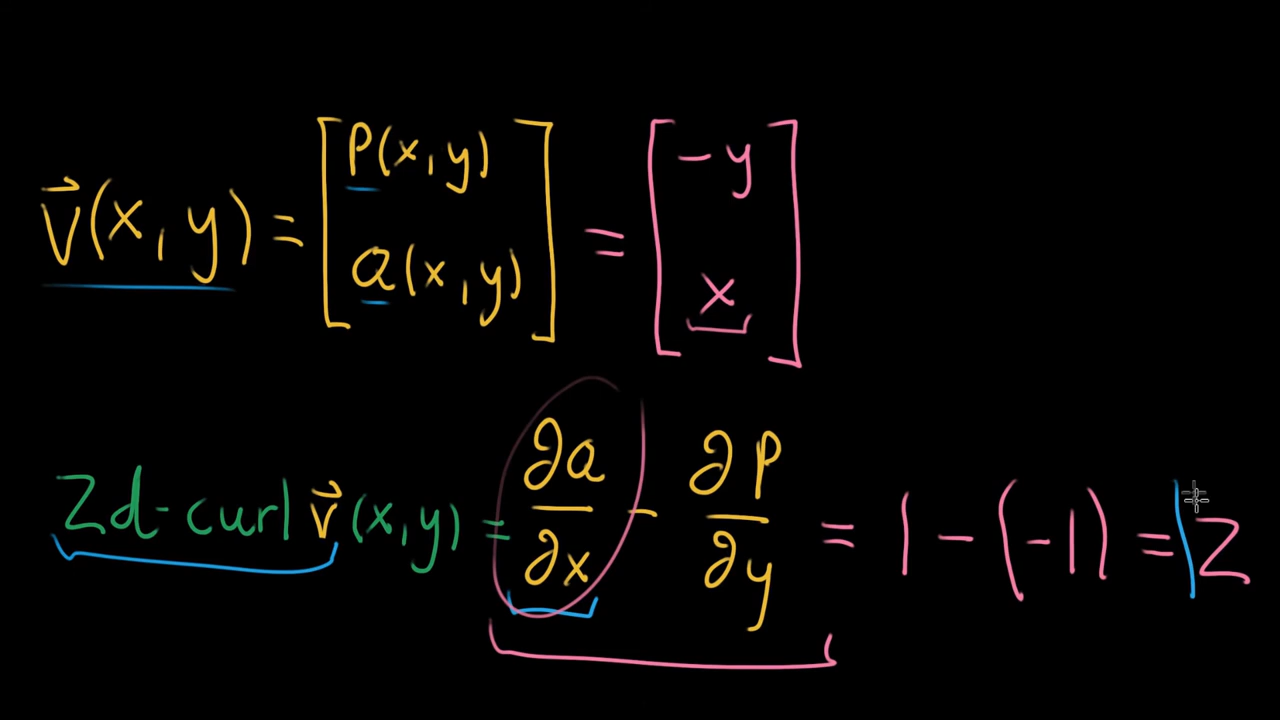 v⃗(x,y) = [P(x,y) Q(x,y)] = [-y x]
2d-curl v⃗(x,y) = ∂Q/∂x - ∂P/∂y = 1 - (-1) = 2